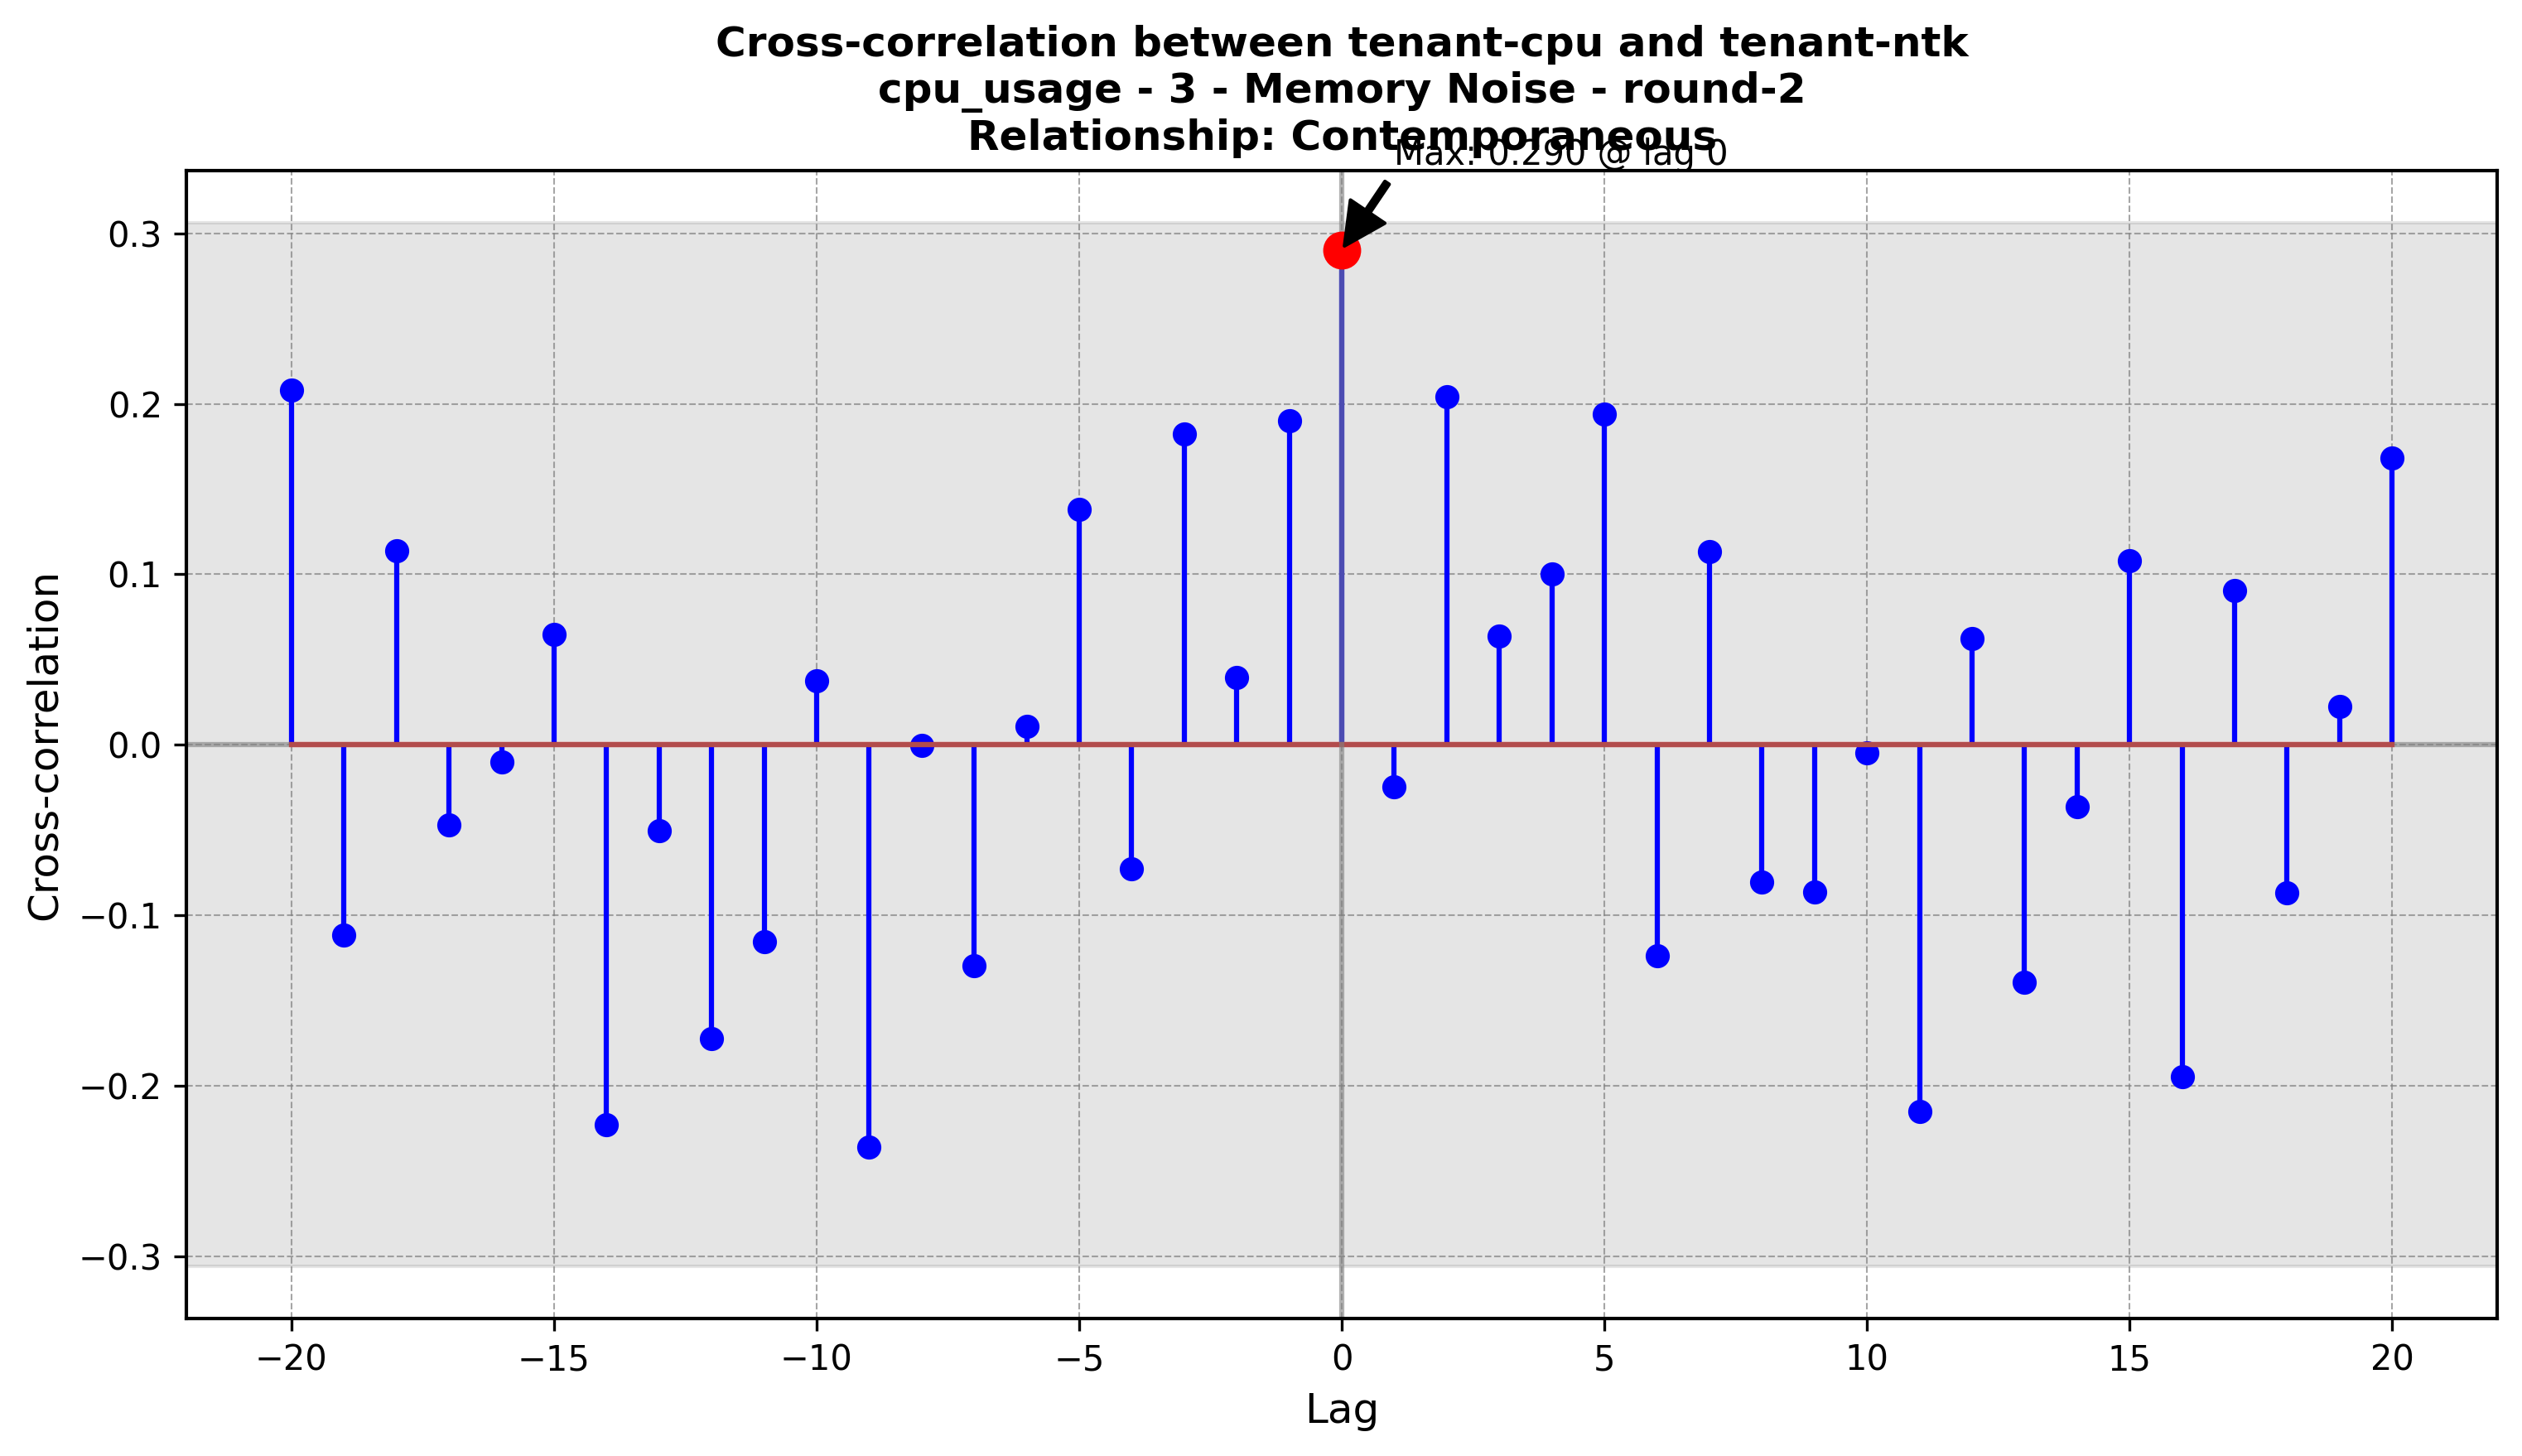 Cross-correlation between tenant-cpu and tenant-ntk
cpu_usage - 3 - Memory Noise - round-2
Relationship: Contemporaneous
Max: 0.290 @ lag 0
0.3
0.2
0.1
0.0
−0.1
−0.2
−0.3
Cross-correlation
−20 −15 −10 −5 0 5 10 15 20
Lag